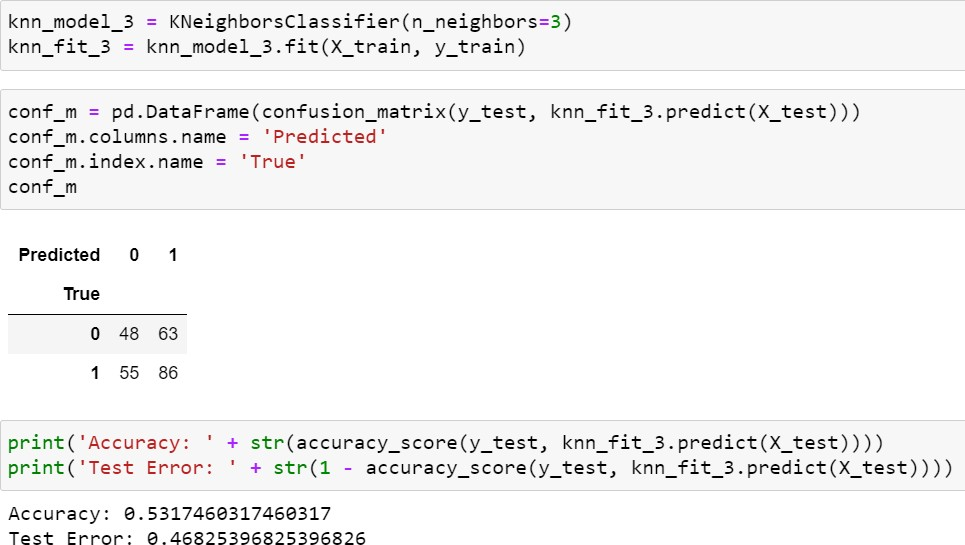 knn_model_3 = KNeighborsClassifier(n_neighbors=3)
knn_fit_3 = knn_model_3.fit(X_train, y_train)
conf_m = pd.DataFrame(confusion_matrix(y_test, knn_fit_3.predict(X_test)))
conf_m.columns.name = 'Predicted'
conf_m.index.name = 'True'
conf_m
Predicted 0 1
True
0 48 63
1 55 86
print('Accuracy: ' + str(accuracy_score(y_test, knn_fit_3.predict(X_test))))
print('Test Error: ' + str(1 - accuracy_score(y_test, knn_fit_3.predict(X_test))))
Accuracy: 0.5317460317460317
Test Error: 0.46825396825396826